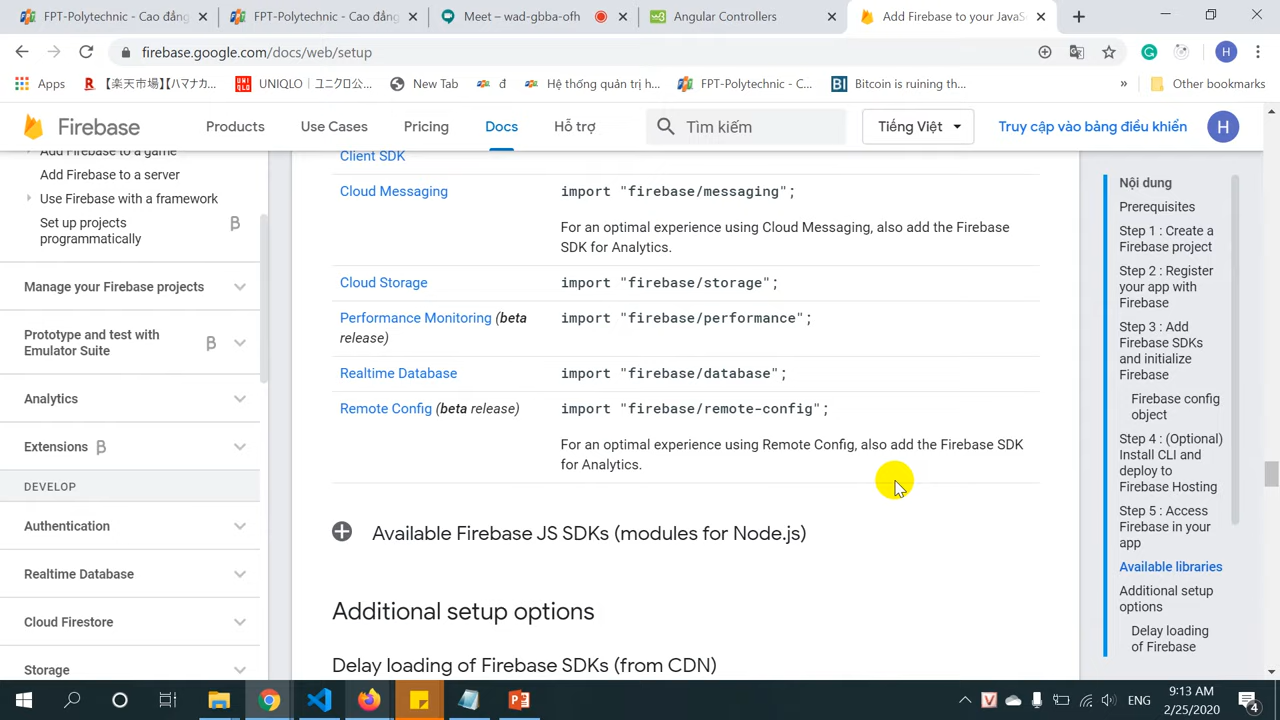 FPT-Polytechnic - Cao đẳng
FPT-Polytechnic - Cao đẳng
Meet – wad-gbba-ofh
Angular Controllers
Add Firebase to your JavaS
firebase.google.com/docs/web/setup
H
Apps
【楽天市場】【ハマナカ...
UNIQLO｜ユニクロ公...
New Tab
đ
Hệ thống quản trị h...
FPT-Polytechnic - C...
Bitcoin is ruining th...
»
Other bookmarks
Firebase
Products
Use Cases
Pricing
Docs
Hỗ trợ
Tìm kiếm
Tiếng Việt
Truy cập vào bảng điều khiển
H
Add Firebase to a game
Add Firebase to a server
Use Firebase with a framework
Set up projects
programmatically
Manage your Firebase projects
Prototype and test with
Emulator Suite
Analytics
Extensions
DEVELOP
Authentication
Realtime Database
Cloud Firestore
Storage
Client SDK
Cloud Messaging
import "firebase/messaging";
For an optimal experience using Cloud Messaging, also add the Firebase
SDK for Analytics.
Cloud Storage
import "firebase/storage";
Performance Monitoring (beta
release)
import "firebase/performance";
Realtime Database
import "firebase/database";
Remote Config (beta release)
import "firebase/remote-config";
For an optimal experience using Remote Config, also add the Firebase SDK
for Analytics.
Available Firebase JS SDKs (modules for Node.js)
Additional setup options
Delay loading of Firebase SDKs (from CDN)
Nội dung
Prerequisites
Step 1 : Create a
Firebase project
Step 2 : Register
your app with
Firebase
Step 3 : Add
Firebase SDKs
and initialize
Firebase
Firebase config
object
Step 4 : (Optional)
Install CLI and
deploy to
Firebase Hosting
Step 5 : Access
Firebase in your
app
Available libraries
Additional setup
options
Delay loading
of Firebase
ENG
9:13 AM
2/25/2020
4